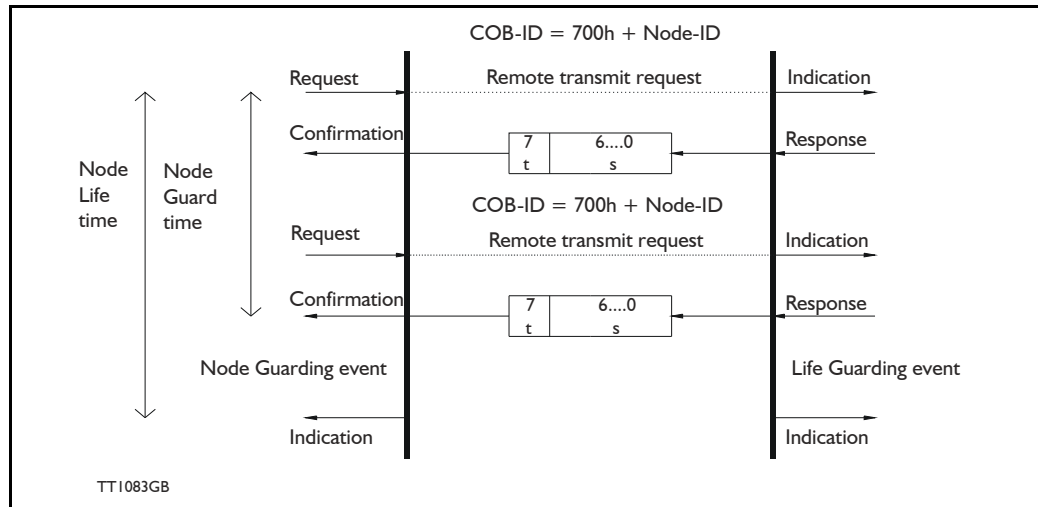 COB-ID = 700h + Node-ID
Request
Remote transmit request
Indication
Confirmation
7
6....0
Response
t
s
Node
Life
time
Node
Guard
time
COB-ID = 700h + Node-ID
Request
Remote transmit request
Indication
Confirmation
7
6....0
Response
t
s
Node Guarding event
Life Guarding event
Indication
Indication
TT1083GB